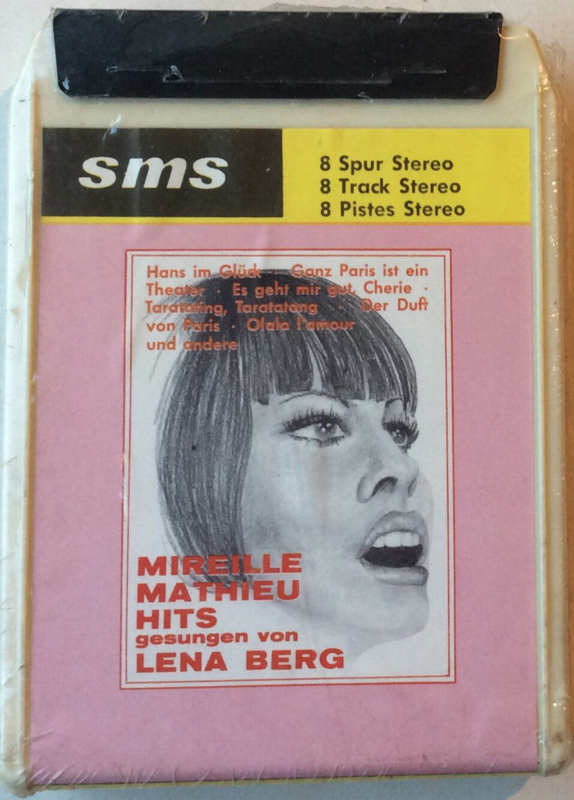 sms
8 Spur Stereo
8 Track Stereo
8 Pistes Stereo
Hans im Glück - Ganz Paris ist ein
Theater · Es geht mir gut, Cherie ·
Taratating, Taratatong · Der Duft
von Paris · Olala l'amour
und andere
MIREILLE
MATHIEU
HITS
gesungen von
LENA BERG